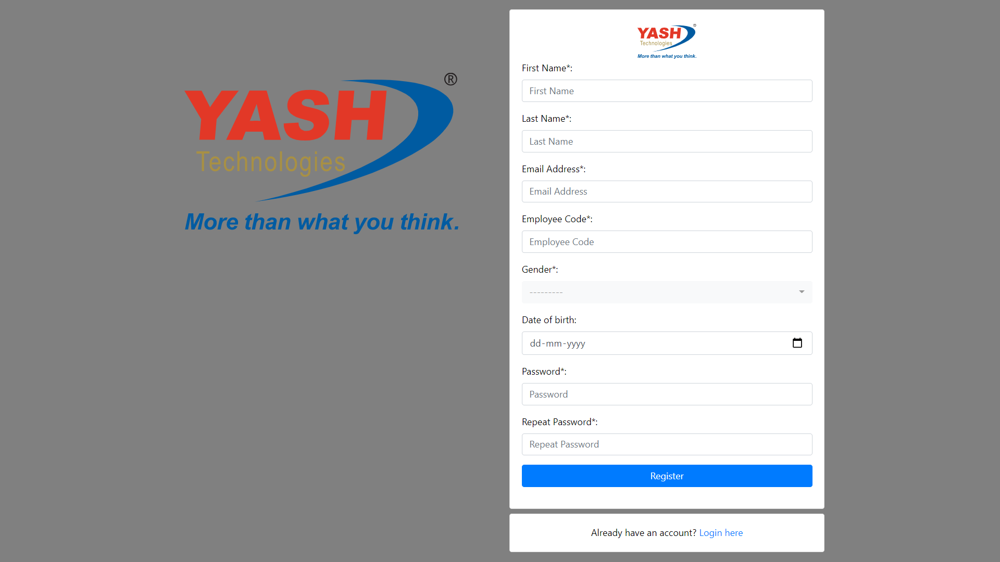 YASH
®
Technologies
More than what you think.
YASH
®
Technologies
More than what you think.
First Name*:
First Name
Last Name*:
Last Name
Email Address*:
Email Address
Employee Code*:
Employee Code
Gender*:
---------
Date of birth:
dd-mm-yyyy
Password*:
Password
Repeat Password*:
Repeat Password
Register
Already have an account? Login here